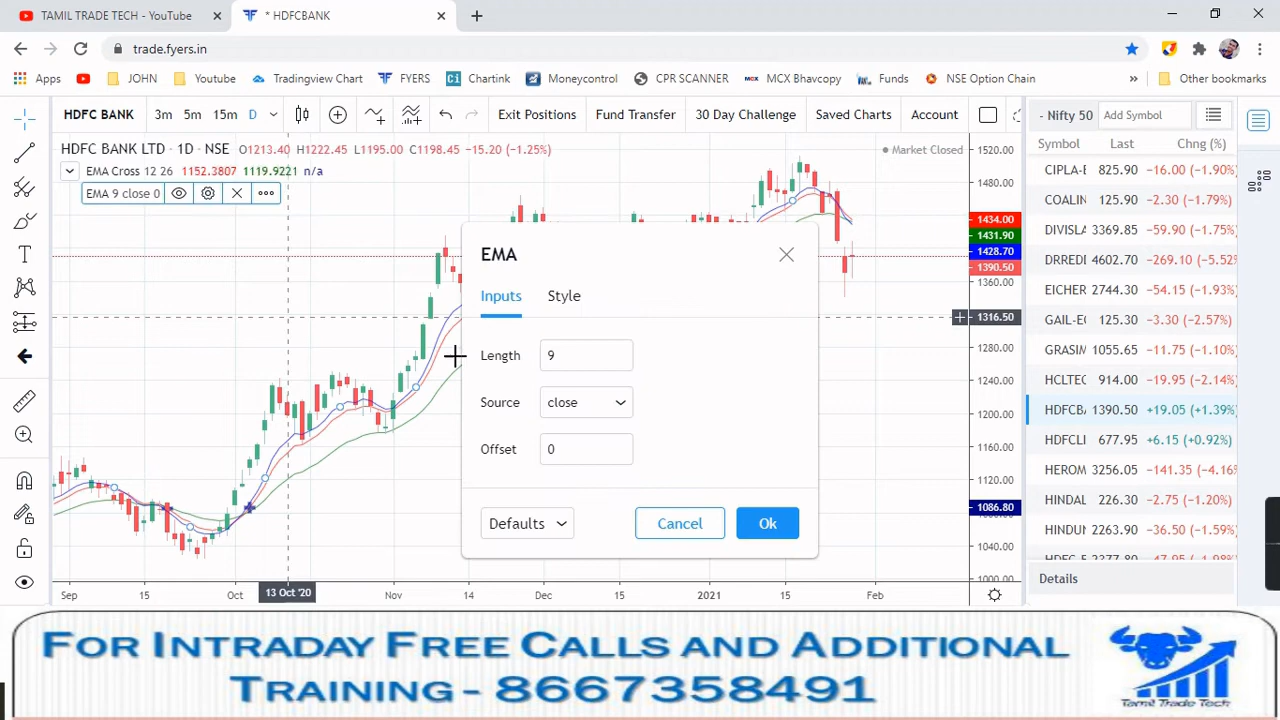 TAMIL TRADE TECH - YouTube
* HDFCBANK
trade.fyers.in
Apps JOHN Youtube Tradingview Chart FYERS Chartink Moneycontrol CPR SCANNER MCX Bhavcopy Funds NSE Option Chain » Other bookmarks
HDFC BANK 3m 5m 15m D Exit Positions Fund Transfer 30 Day Challenge Saved Charts Account
- Nifty 50 Add Symbol
HDFC BANK LTD · 1D · NSE O1213.40 H1222.45 L1195.00 C1198.45 −15.20 (−1.25%)
Market Closed
EMA Cross 12 26 1152.3807 1119.9221 n/a
EMA 9 close 0
1520.00
1480.00
1434.00
1431.90
1428.70
1390.50
1360.00
1316.50
1280.00
1240.00
1200.00
1160.00
1120.00
1086.80
1040.00
1000.00
Sep 15 Oct 13 Oct '20 Nov 14 Dec 15 2021 15 Feb
EMA
Inputs Style
Length 9
Source close
Offset 0
Defaults Cancel Ok
Symbol Last Chng (%)
CIPLA-E 825.90 −16.00 (−1.90%)
COALIN 125.90 −2.30 (−1.79%)
DIVISLA 3369.85 −59.90 (−1.75%)
DRREDD 4602.70 −269.10 (−5.52%
EICHER 2744.30 −54.15 (−1.93%)
GAIL-EQ 125.30 −3.30 (−2.57%)
GRASIM 1055.65 −11.25 (−1.10%)
HCLTEC 914.00 −19.95 (−2.14%)
HDFCBA 1390.50 +19.05 (+1.39%)
HDFCLI 677.95 +6.15 (+0.92%)
HEROM 3256.05 −141.35 (−4.16%
HINDAL 226.30 −2.75 (−1.20%)
HINDUN 2263.90 −36.50 (−1.59%)
Details
FOR INTRADAY FREE CALLS AND ADDITIONAL
TRAINING - 8667358491
Tamil Trade Tech